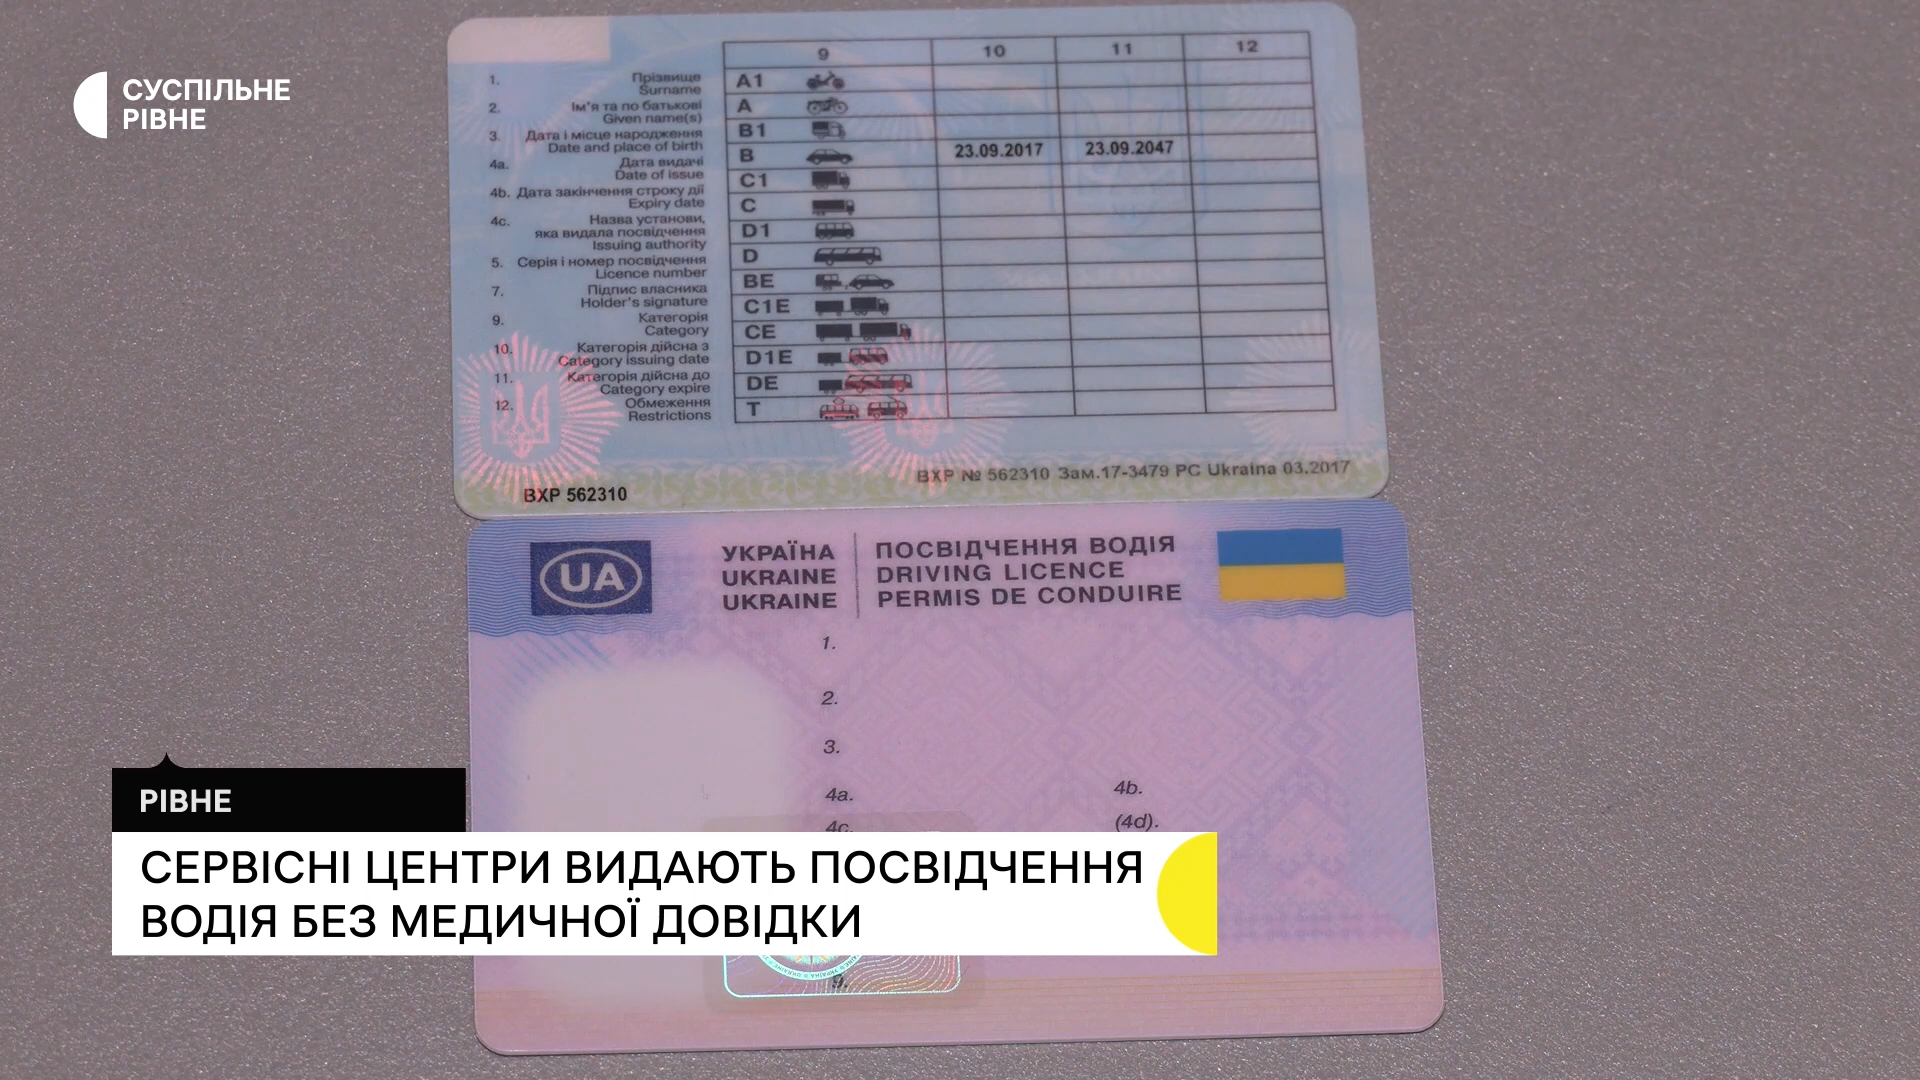 СУСПІЛЬНЕ
РІВНЕ
9 10 11 12
1. Прізвище
Surname
2. Ім'я та по батькові
Given name(s)
3. Дата і місце народження
Date and place of birth
4a. Дата видачі
Date of issue
4b. Дата закінчення строку дії
Expiry date
4c. Назва установи,
яка видала посвідчення
Issuing authority
5. Серія і номер посвідчення
Licence number
7. Підпис власника
Holder's signature
9. Категорія
Category
10. Категорія дійсна з
Category issuing date
11. Категорія дійсна до
Category expire
12. Обмеження
Restrictions
A1
A
B1
B 23.09.2017 23.09.2047
C1
C
D1
D
BE
C1E
CE
D1E
DE
T
BXP № 562310 Зам.17-3479 PC Ukraina 03.2017
BXP 562310
UA
УКРАЇНА
UKRAINE
UKRAINE
ПОСВІДЧЕННЯ ВОДІЯ
DRIVING LICENCE
PERMIS DE CONDUIRE
1.
2.
3.
4a. 4b.
4c. (4d).
РІВНЕ
СЕРВІСНІ ЦЕНТРИ ВИДАЮТЬ ПОСВІДЧЕННЯ
ВОДІЯ БЕЗ МЕДИЧНОЇ ДОВІДКИ
9.